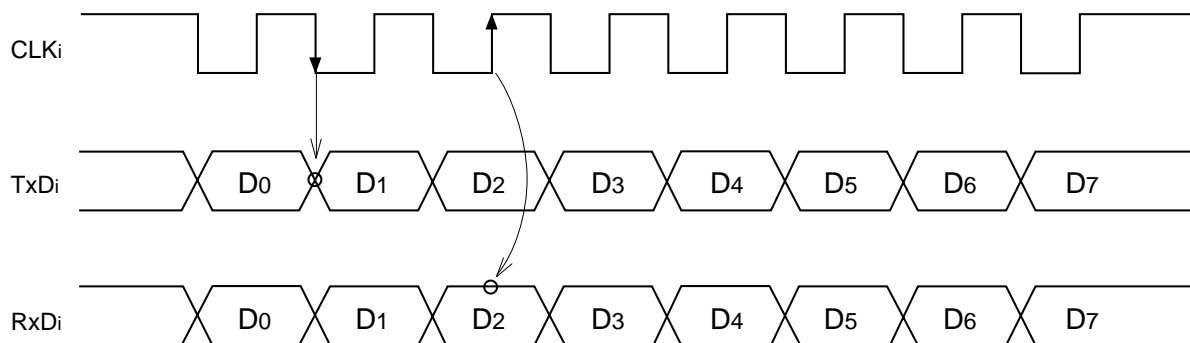 CLKi
TxDi D0 D1 D2 D3 D4 D5 D6 D7
RxDi D0 D1 D2 D3 D4 D5 D6 D7